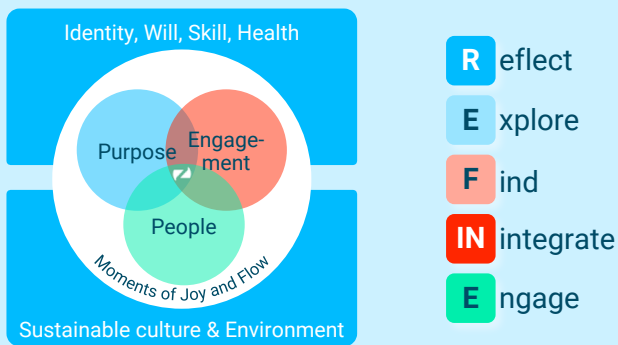 Identity, Will, Skill, Health
Purpose
Engage-
ment
People
Moments of Joy and Flow
Sustainable culture & Environment
R eflect
E xplore
F ind
IN integrate
E ngage